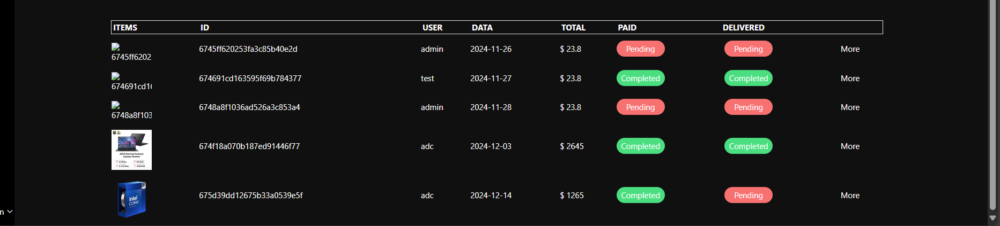 ITEMS ID USER DATA TOTAL PAID DELIVERED
6745ff6202 6745ff620253fa3c85b40e2d admin 2024-11-26 $ 23.8 Pending Pending More
674691cd16 674691cd163595f69b784377 test 2024-11-27 $ 23.8 Completed Completed More
6748a8f103 6748a8f1036ad526a3c853a4 admin 2024-11-28 $ 23.8 Pending Pending More
ASUS Gaming Vivobook
674f18a070b187ed91446f77 adc 2024-12-03 $ 2645 Completed Completed More
intel
CORE
675d39dd12675b33a0539e5f adc 2024-12-14 $ 1265 Completed Pending More
n